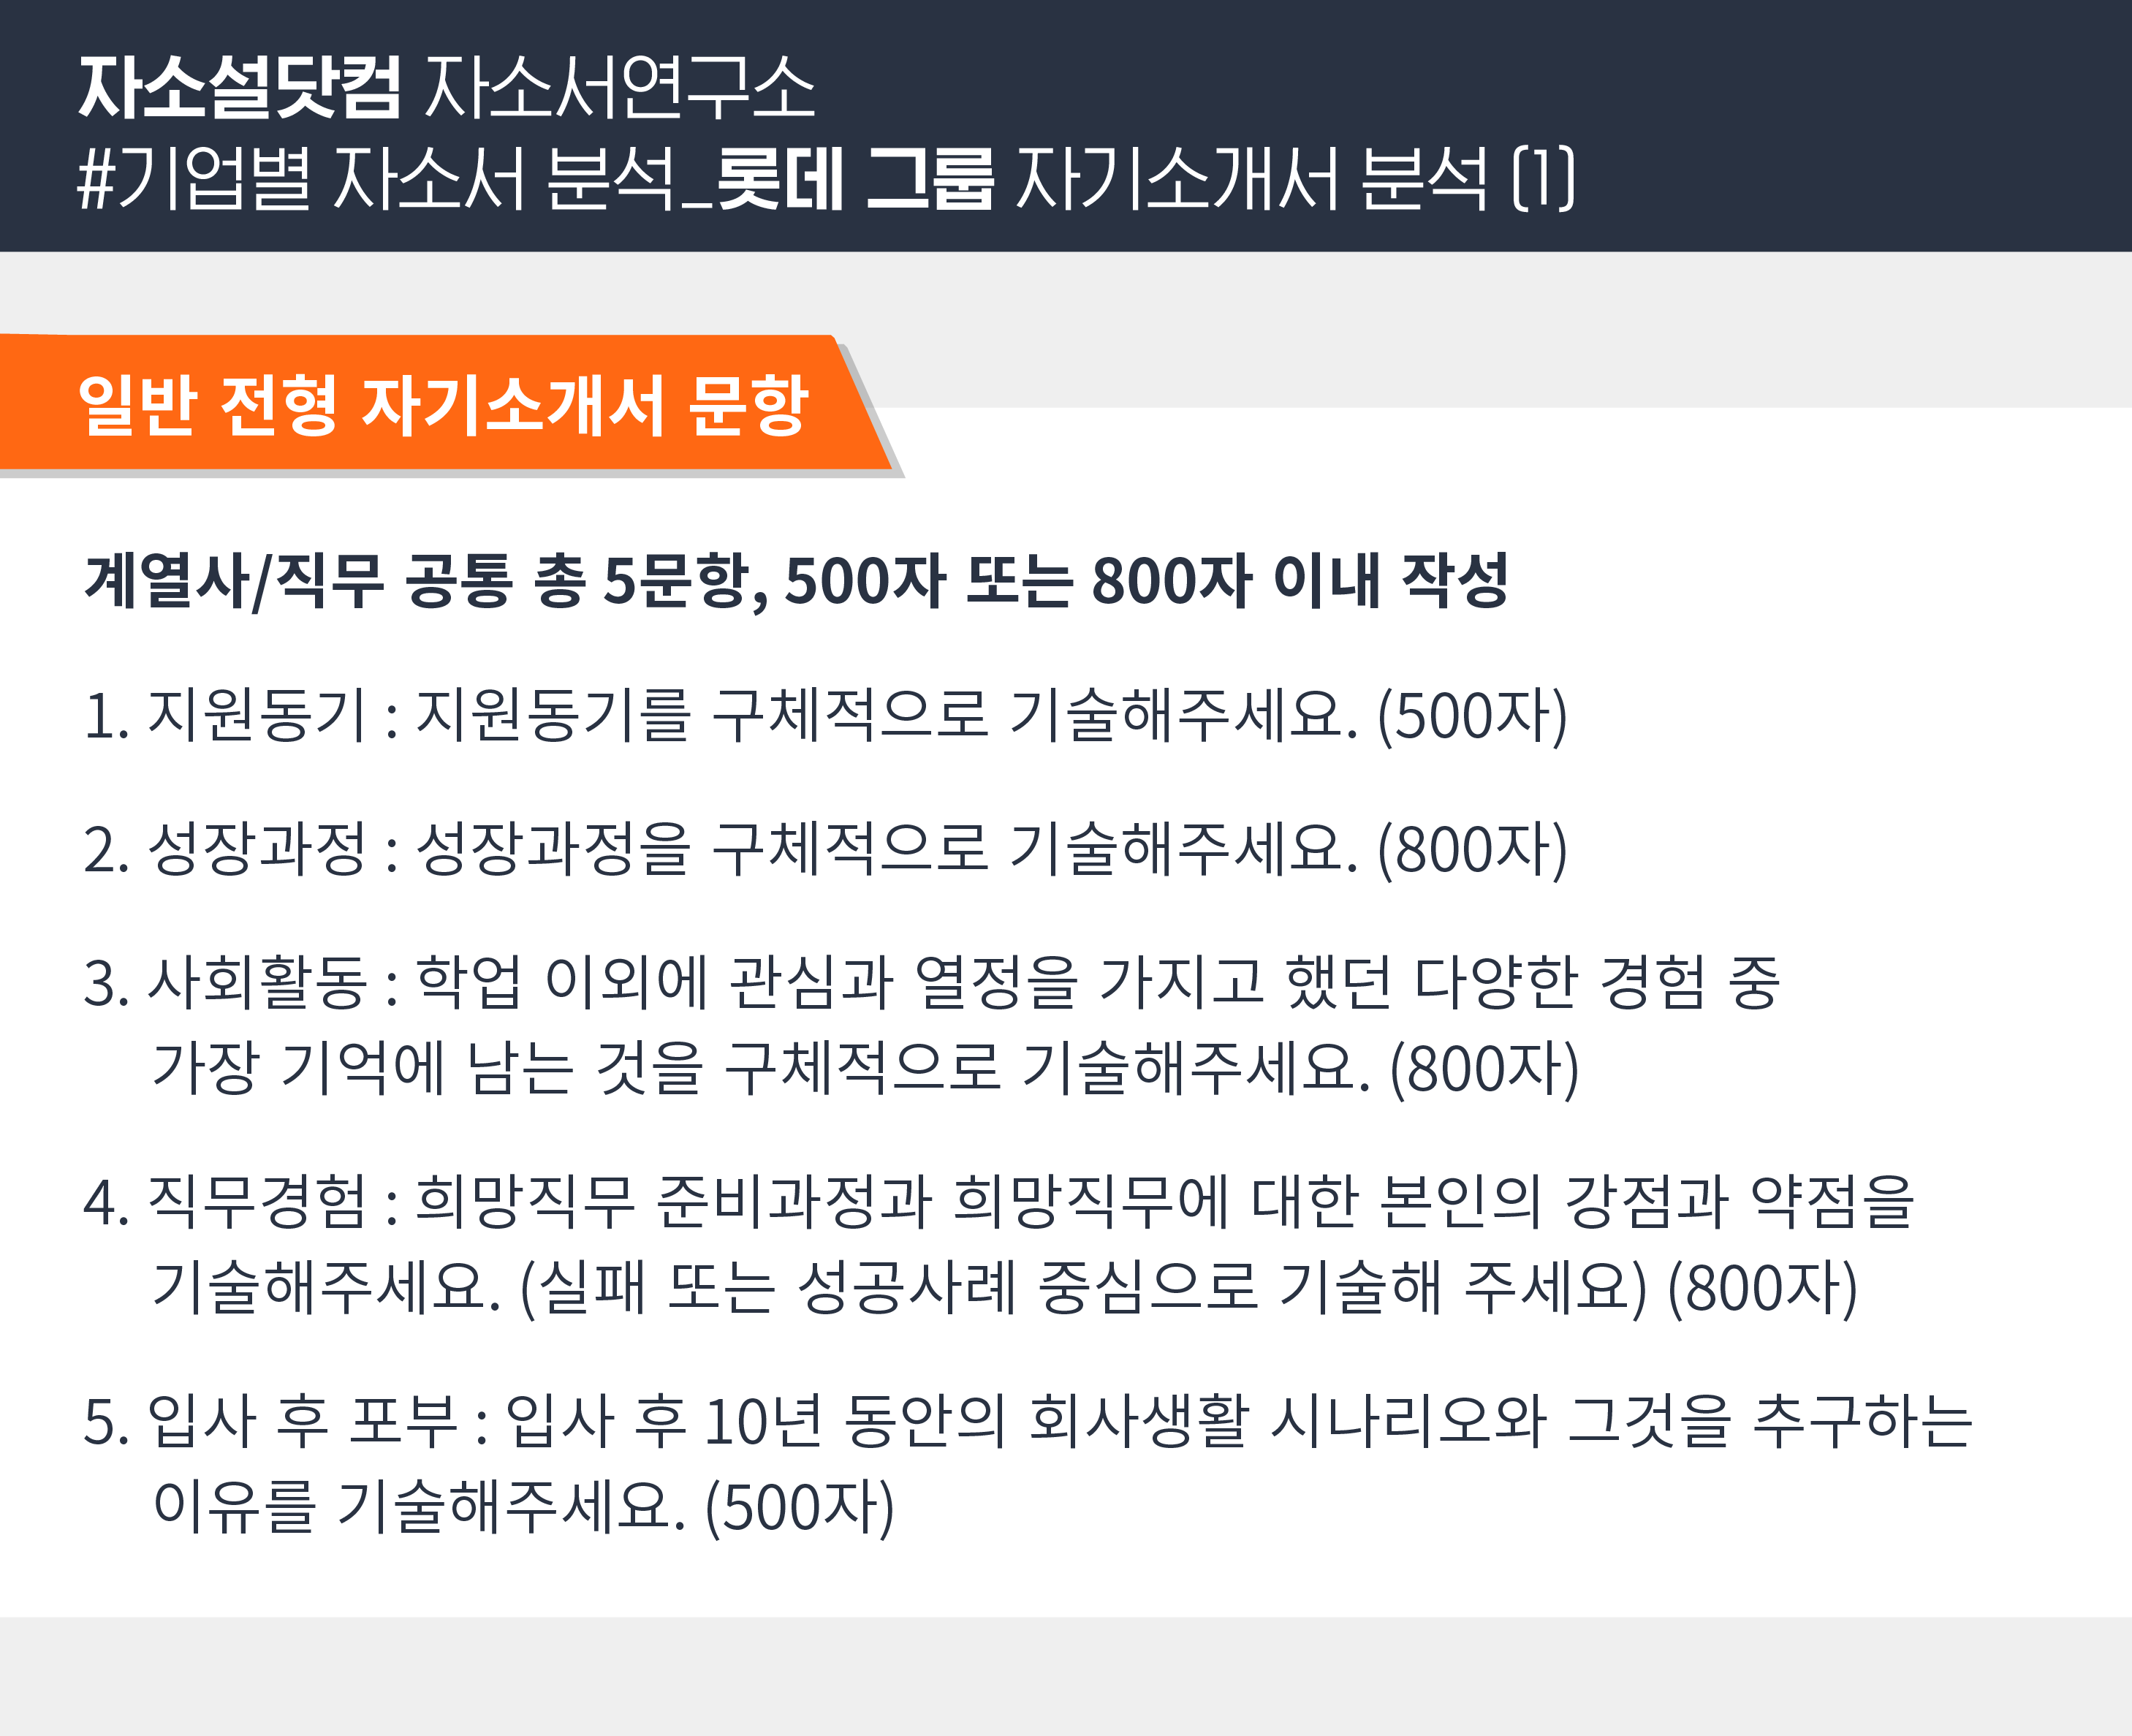 자소설닷컴 자소서연구소
#기업별 자소서 분석_롯데 그룹 자기소개서 분석 (1)
일반 전형 자기소개서 문항
계열사/직무 공통 총5문항, 500자 또는 800자 이내 작성
1. 지원동기 : 지원동기를 구체적으로 기술해주세요. (500자)
2. 성장과정 : 성장과정을 구체적으로 기술해주세요. (800자)
3. 사회활동 : 학업 이외에 관심과 열정을 가지고 했던 다양한 경험 중
가장 기억에 남는 것을 구체적으로 기술해주세요. (800자)
4. 직무경험 : 희망직무 준비과정과 희망직무에 대한 본인의 강점과 약점을
기술해주세요. (실패 또는 성공사례 중심으로 기술해 주세요) (800자)
5. 입사 후 포부 : 입사 후 10년 동안의 회사생활 시나리오와 그것을 추구하는
이유를 기술해주세요. (500자)